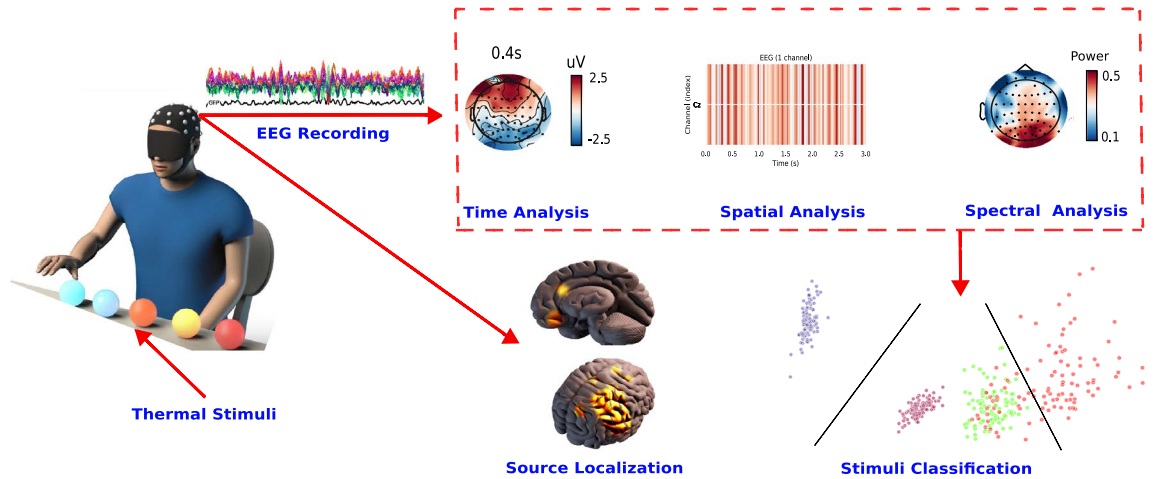 GFP
EEG Recording
0.4s
uV
2.5
-2.5
Time Analysis
EEG (1 channel)
Channel (Index)
Cz
0.0 0.5 1.0 1.5 2.0 2.5 3.0
Time (s)
Spatial Analysis
Power
0.5
0.1
Spectral Analysis
Thermal Stimuli
Source Localization
Stimuli Classification